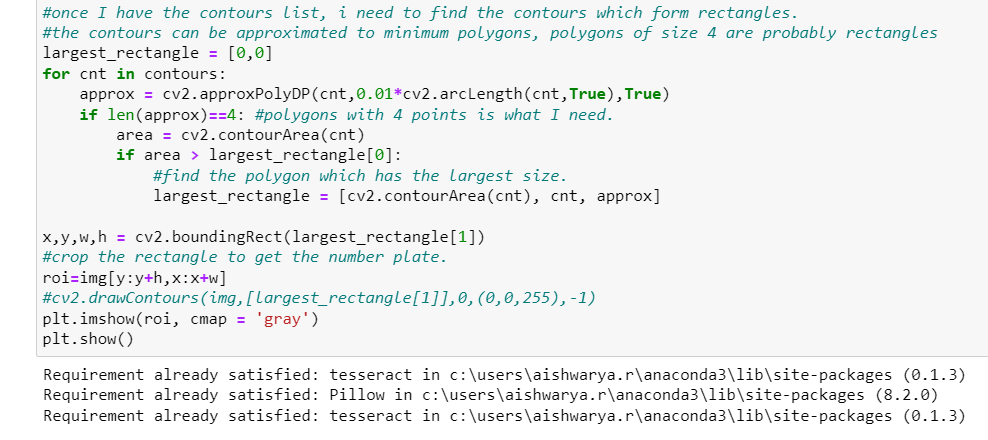 #once I have the contours list, i need to find the contours which form rectangles.
#the contours can be approximated to minimum polygons, polygons of size 4 are probably rectangles
largest_rectangle = [0,0]
for cnt in contours:
    approx = cv2.approxPolyDP(cnt,0.01*cv2.arcLength(cnt,True),True)
    if len(approx)==4: #polygons with 4 points is what I need.
        area = cv2.contourArea(cnt)
        if area > largest_rectangle[0]:
            #find the polygon which has the largest size.
            largest_rectangle = [cv2.contourArea(cnt), cnt, approx]
x,y,w,h = cv2.boundingRect(largest_rectangle[1])
#crop the rectangle to get the number plate.
roi=img[y:y+h,x:x+w]
#cv2.drawContours(img,[largest_rectangle[1]],0,(0,0,255),-1)
plt.imshow(roi, cmap = 'gray')
plt.show()
Requirement already satisfied: tesseract in c:\users\aishwarya.r\anaconda3\lib\site-packages (0.1.3)
Requirement already satisfied: Pillow in c:\users\aishwarya.r\anaconda3\lib\site-packages (8.2.0)
Requirement already satisfied: tesseract in c:\users\aishwarya.r\anaconda3\lib\site-packages (0.1.3)